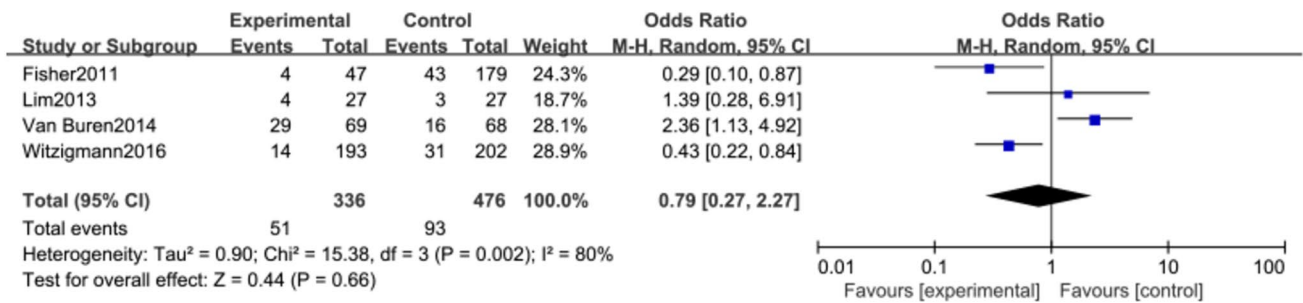 Experimental Control Odds Ratio Odds Ratio
Study or Subgroup Events Total Events Total Weight M-H, Random, 95% CI M-H, Random, 95% CI
Fisher2011 4 47 43 179 24.3% 0.29 [0.10, 0.87]
Lim2013 4 27 3 27 18.7% 1.39 [0.28, 6.91]
Van Buren2014 29 69 16 68 28.1% 2.36 [1.13, 4.92]
Witzigmann2016 14 193 31 202 28.9% 0.43 [0.22, 0.84]
Total (95% CI) 336 476 100.0% 0.79 [0.27, 2.27]
Total events 51 93
Heterogeneity: Tau² = 0.90; Chi² = 15.38, df = 3 (P = 0.002); I² = 80%
Test for overall effect: Z = 0.44 (P = 0.66)
0.01 0.1 1 10 100
Favours [experimental] Favours [control]